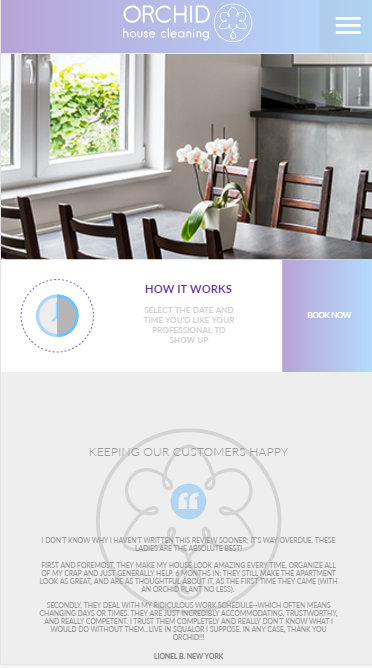 ORCHID
house cleaning
HOW IT WORKS
SELECT THE DATE AND
TIME YOU'D LIKE YOUR
PROFESSIONAL TO
SHOW UP
BOOK NOW
KEEPING OUR CUSTOMERS HAPPY
I DON'T KNOW WHY I HAVEN'T WRITTEN THIS REVIEW SOONER; IT'S WAY OVERDUE. THESE
LADIES ARE THE ABSOLUTE BEST!
FIRST AND FOREMOST, THEY MAKE MY HOUSE LOOK AMAZING EVERY TIME, ORGANIZE ALL
OF MY CRAP AND JUST GENERALLY HELP. 6 MONTHS IN; THEY STILL MAKE THE APARTMENT
LOOK AS GREAT, AND ARE AS THOUGHTFUL ABOUT IT, AS THE FIRST TIME THEY CAME (WITH
AN ORCHID PLANT NO LESS).
SECONDLY, THEY DEAL WITH MY RIDICULOUS WORK SCHEDULE--WHICH OFTEN MEANS
CHANGING DAYS OR TIMES. THEY ARE JUST INCREDIBLY ACCOMMODATING, TRUSTWORTHY,
AND REALLY COMPETENT. I TRUST THEM COMPLETELY AND REALLY DON'T KNOW WHAT I
WOULD DO WITHOUT THEM...LIVE IN SQUALOR I SUPPOSE. IN ANY CASE, THANK YOU
ORCHID!!!
LIONEL B. NEW YORK